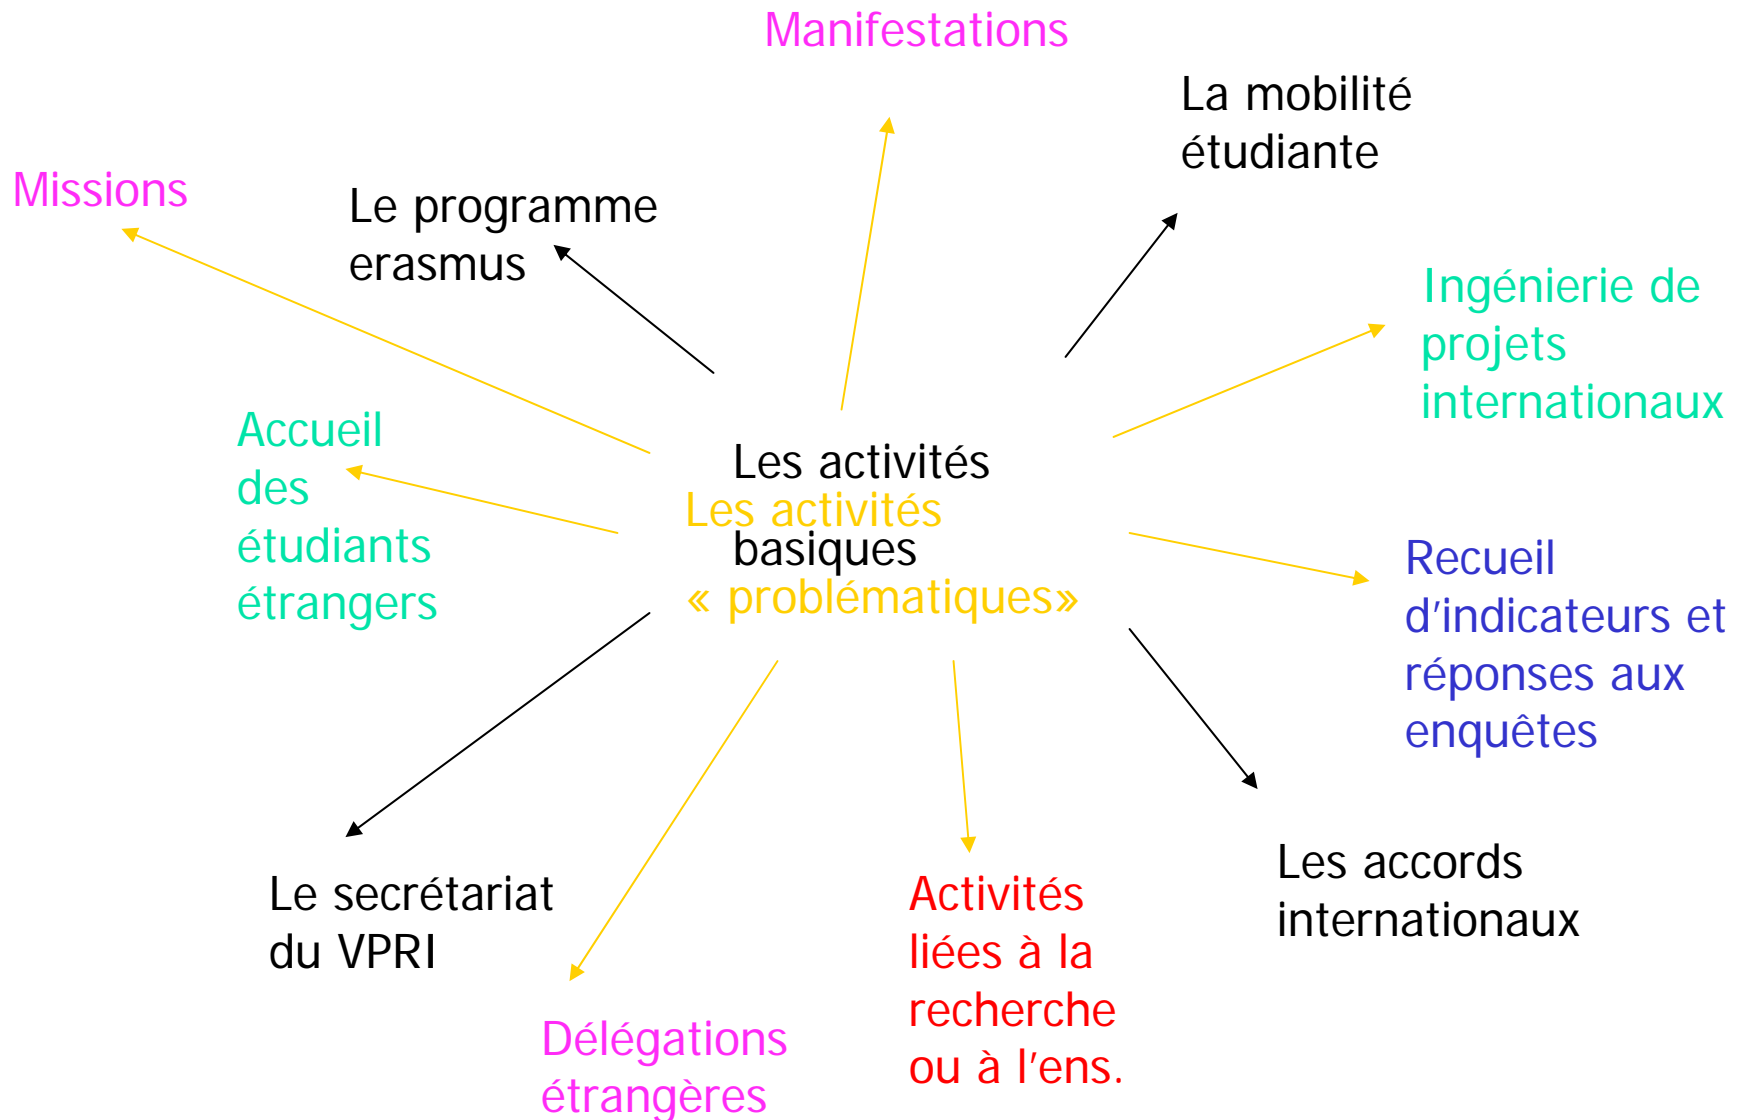 Manifestations
La mobilité
étudiante
Missions
Le programme
erasmus
Ingénierie de
projets
internationaux
Accueil
des
étudiants
étrangers
Les activités
basiques
Les activités
« problématiques»
Recueil
d'indicateurs et
réponses aux
enquêtes
Le secrétariat
du VPRI
Les accords
internationaux
Activités
liées à la
recherche
ou à l'ens.
Délégations
étrangères